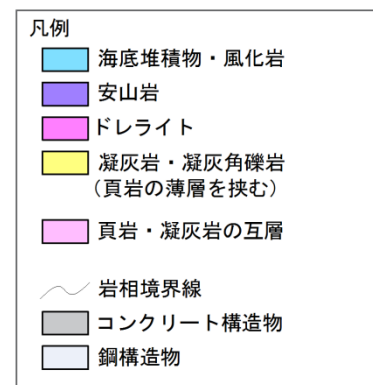 凡例
海底堆積物・風化岩
安山岩
ドレライト
凝灰岩・凝灰角礫岩
(頁岩の薄層を挟む)
頁岩・凝灰岩の互層
岩相境界線
コンクリート構造物
鋼構造物